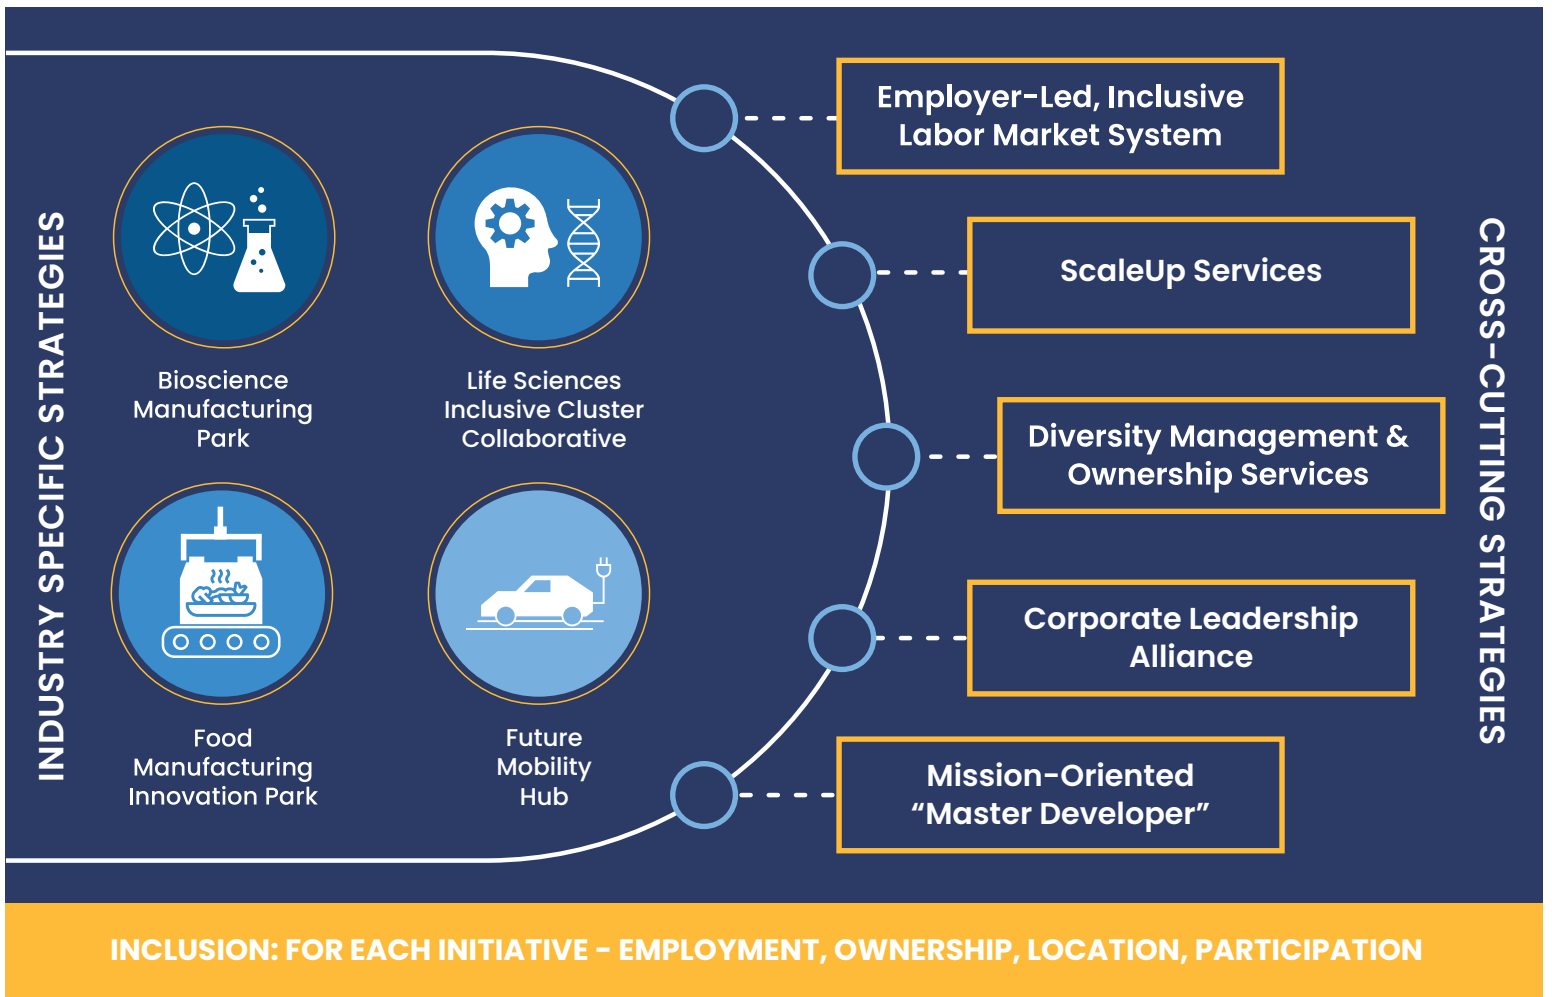 INDUSTRY SPECIFIC STRATEGIES
Bioscience
Manufacturing
Park
Life Sciences
Inclusive Cluster
Collaborative
Food
Manufacturing
Innovation Park
Future
Mobility
Hub
Employer-Led, Inclusive
Labor Market System
ScaleUp Services
Diversity Management &
Ownership Services
Corporate Leadership
Alliance
Mission-Oriented
“Master Developer”
CROSS-CUTTING STRATEGIES
INCLUSION: FOR EACH INITIATIVE - EMPLOYMENT, OWNERSHIP, LOCATION, PARTICIPATION